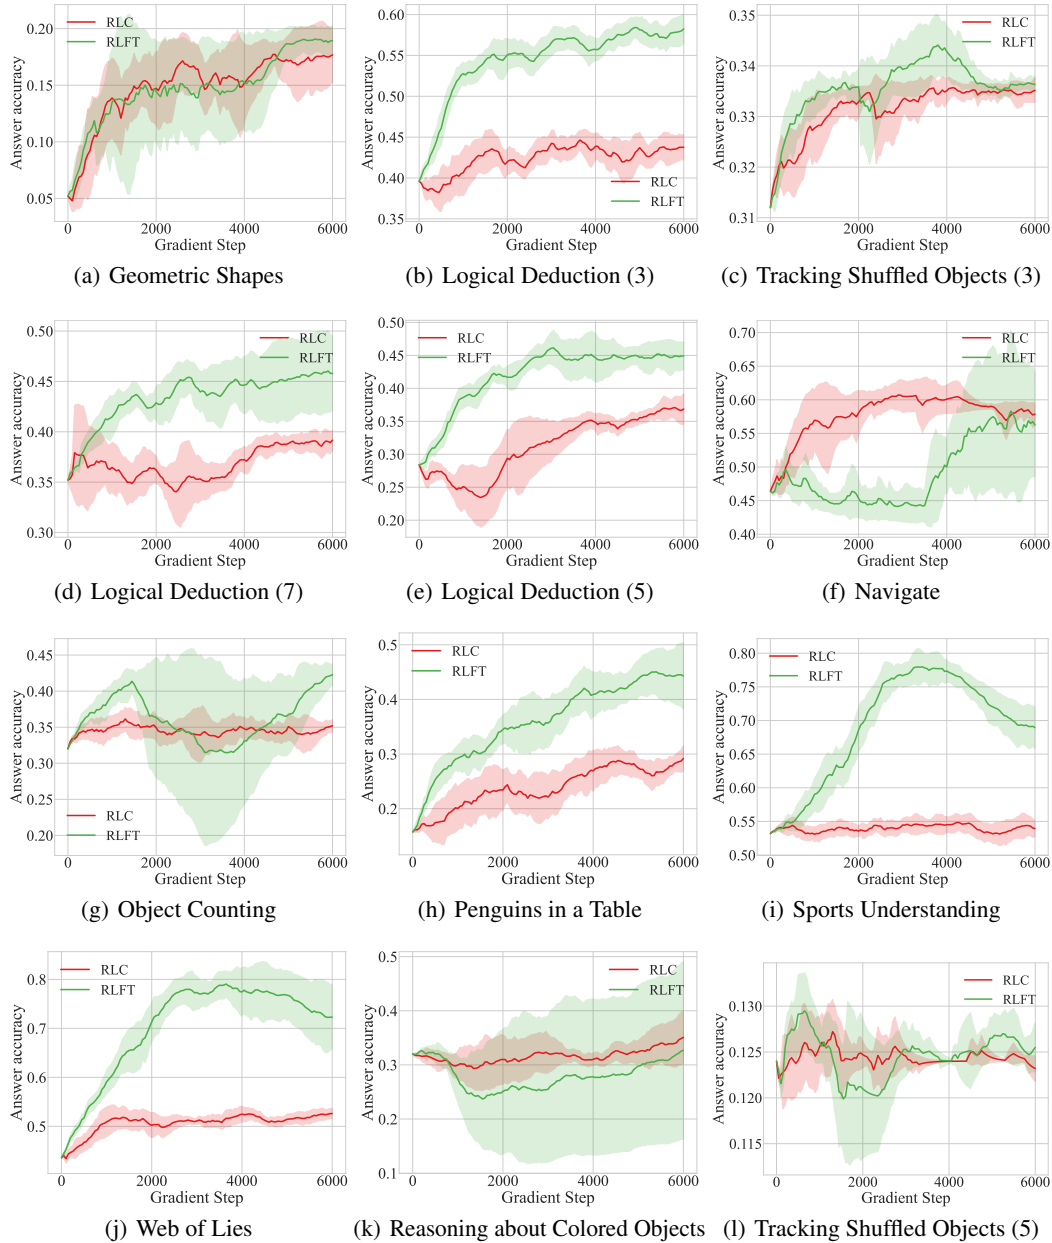 0.20
0.15
0.10
0.05
Answer accuracy
RLC
RLFT
0 2000 4000 6000
Gradient Step
(a) Geometric Shapes
0.60
0.55
0.50
0.45
0.40
0.35
Answer accuracy
RLC
RLFT
0 2000 4000 6000
Gradient Step
(b) Logical Deduction (3)
0.35
0.34
0.33
0.32
0.31
Answer accuracy
RLC
RLFT
0 2000 4000 6000
Gradient Step
(c) Tracking Shuffled Objects (3)
0.50
0.45
0.40
0.35
0.30
Answer accuracy
RLC
RLFT
0 2000 4000 6000
Gradient Step
(d) Logical Deduction (7)
0.50
0.45
0.40
0.35
0.30
0.25
0.20
Answer accuracy
RLC
RLFT
0 2000 4000 6000
Gradient Step
(e) Logical Deduction (5)
0.70
0.65
0.60
0.55
0.50
0.45
0.40
Answer accuracy
RLC
RLFT
0 2000 4000 6000
Gradient Step
(f) Navigate
0.45
0.40
0.35
0.30
0.25
0.20
Answer accuracy
RLC
RLFT
0 2000 4000 6000
Gradient Step
(g) Object Counting
0.5
0.4
0.3
0.2
Answer accuracy
RLC
RLFT
0 2000 4000 6000
Gradient Step
(h) Penguins in a Table
0.80
0.75
0.70
0.65
0.60
0.55
0.50
Answer accuracy
RLC
RLFT
0 2000 4000 6000
Gradient Step
(i) Sports Understanding
0.8
0.7
0.6
0.5
Answer accuracy
RLC
RLFT
0 2000 4000 6000
Gradient Step
(j) Web of Lies
0.5
0.4
0.3
0.2
0.1
Answer accuracy
RLC
RLFT
0 2000 4000 6000
Gradient Step
(k) Reasoning about Colored Objects
0.130
0.125
0.120
0.115
Answer accuracy
RLC
RLFT
0 2000 4000 6000
Gradient Step
(l) Tracking Shuffled Objects (5)